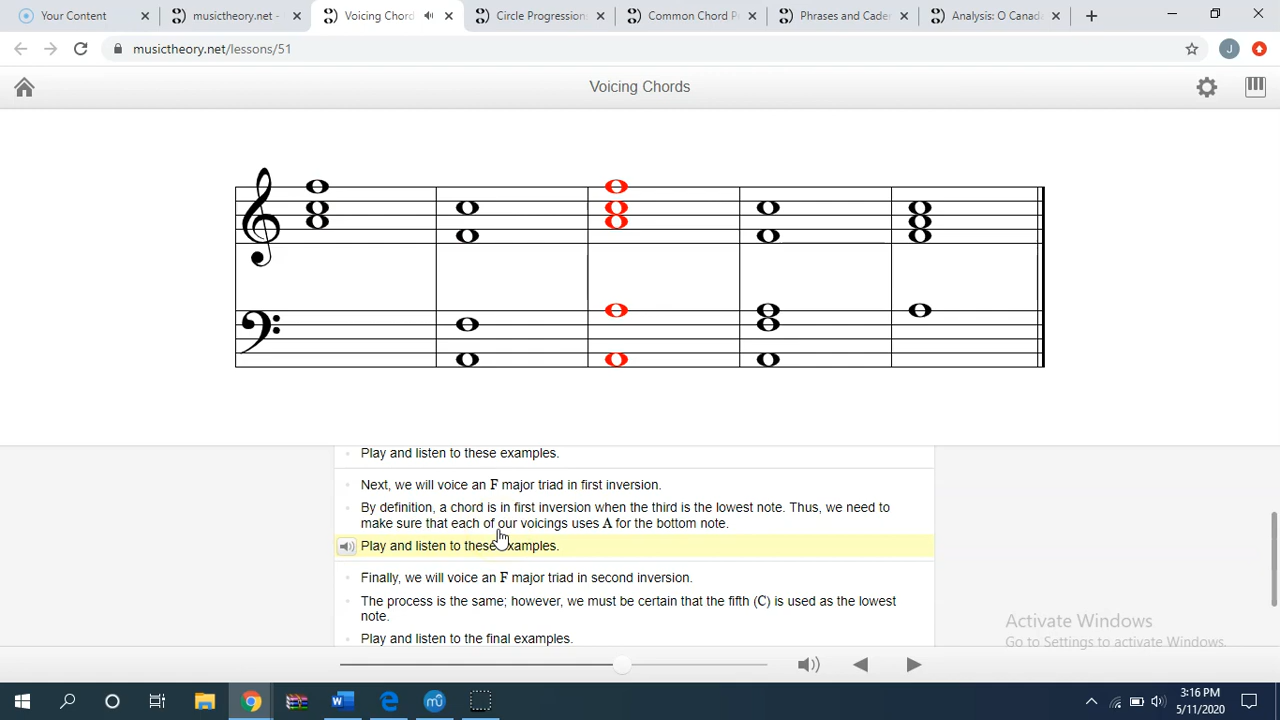 Your Content
musictheory.net -
Voicing Chord
Circle Progression
Common Chord P
Phrases and Cade
Analysis: O Canada
musictheory.net/lessons/51
J
Voicing Chords
Play and listen to these examples.
Next, we will voice an F major triad in first inversion.
By definition, a chord is in first inversion when the third is the lowest note. Thus, we need to
make sure that each of our voicings uses A for the bottom note.
Play and listen to these examples.
Finally, we will voice an F major triad in second inversion.
The process is the same; however, we must be certain that the fifth (C) is used as the lowest
note.
Play and listen to the final examples.
Activate Windows
Go to Settings to activate Windows.
3:16 PM
5/11/2020